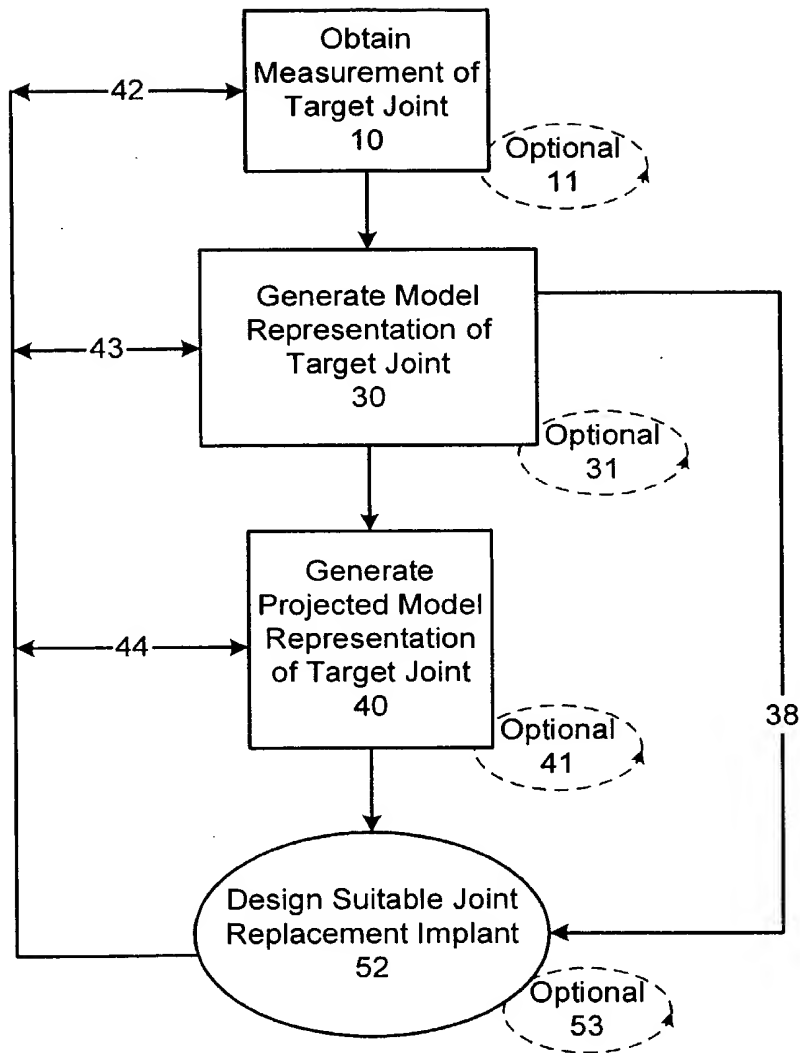 Obtain
Measurement of
Target Joint
10
42
Optional
11
Generate Model
Representation of
Target Joint
30
43
Optional
31
Generate
Projected Model
Representation
of Target Joint
40
44
38
Optional
41
Design Suitable Joint
Replacement Implant
52
Optional
53